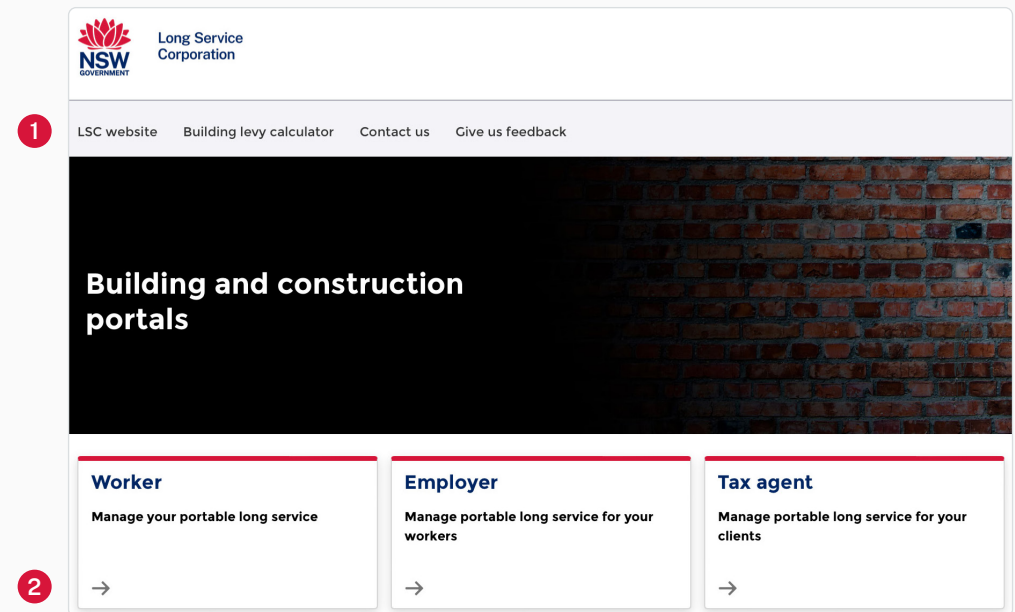 NSW
GOVERNMENT
Long Service
Corporation
1
LSC website Building levy calculator Contact us Give us feedback
Building and construction
portals
Worker
Manage your portable long service
Employer
Manage portable long service for your
workers
Tax agent
Manage portable long service for your
clients
2